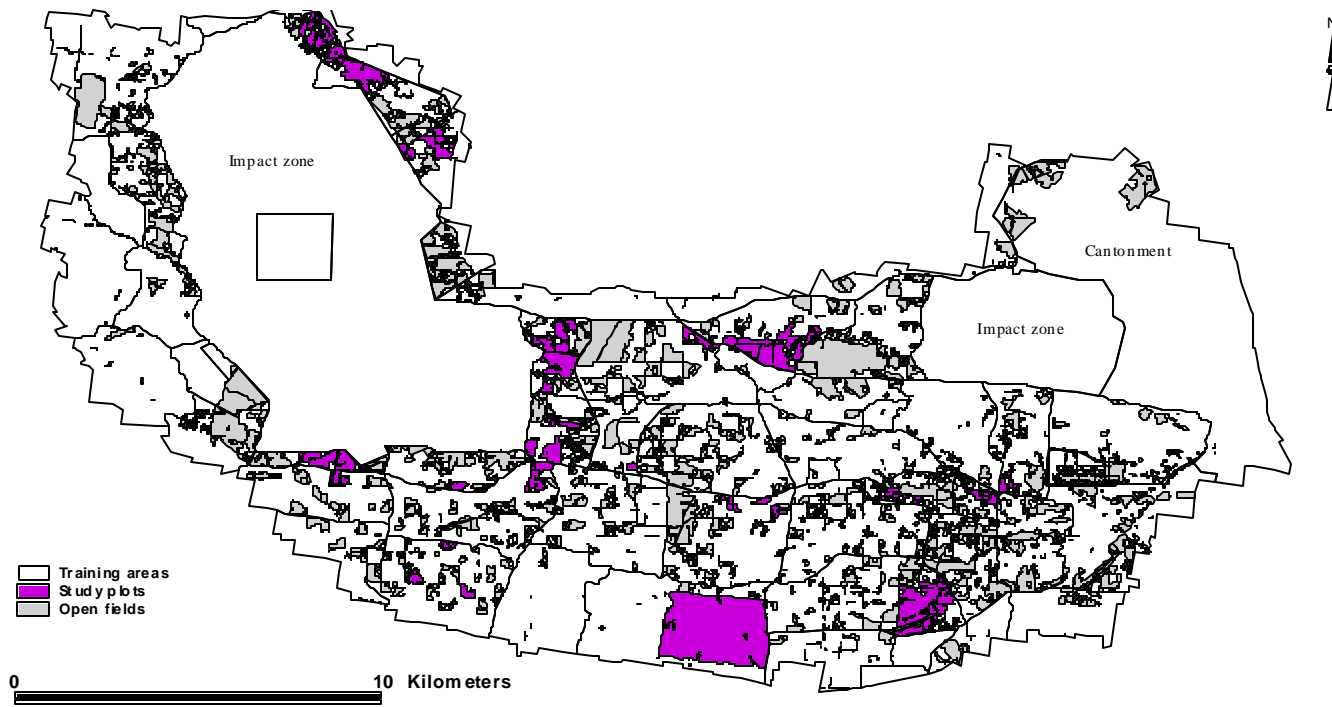 N
Impact zone
Cantonment
Impact zone
Training areas
Study plots
Open fields
0 10 Kilometers